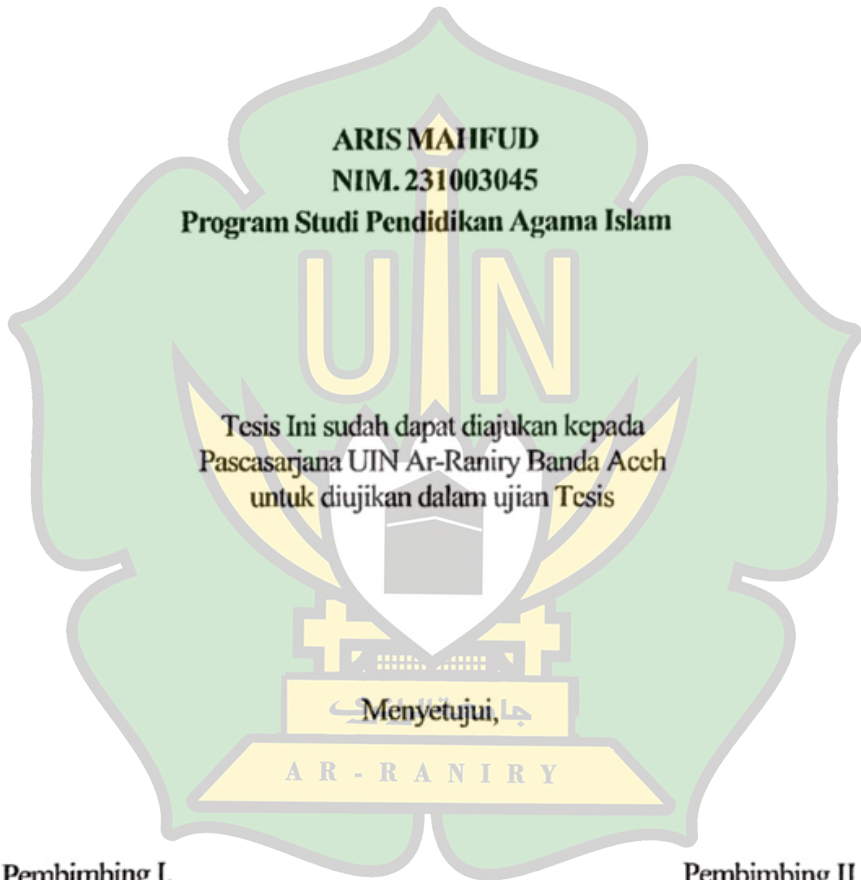 ARIS MAHFUD
NIM. 231003045
Program Studi Pendidikan Agama Islam
UIN
Tesis Ini sudah dapat diajukan kepada
Pascasarjana UIN Ar-Raniry Banda Aceh
untuk diujikan dalam ujian Tesis
Menyetujui,
AR-RANIRY
Pembimbing I
Pembimbing II